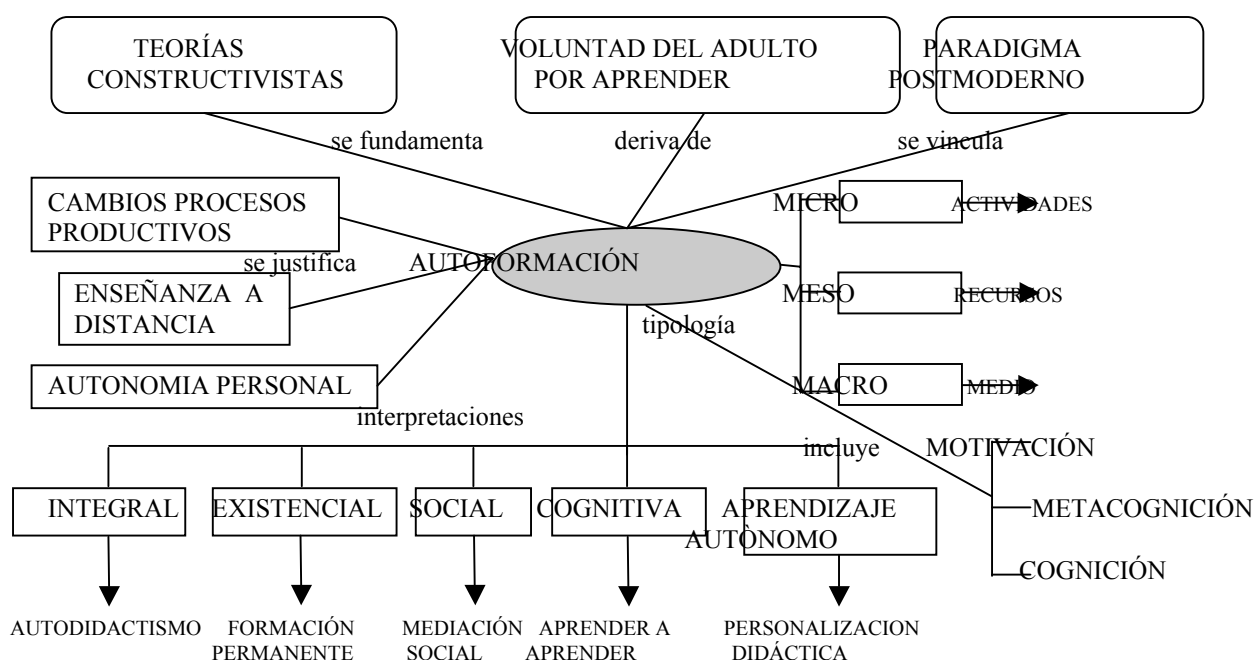 TEORÍAS
CONSTRUCTIVISTAS
VOLUNTAD DEL ADULTO
POR APRENDER
PARADIGMA
POSTMODERNO
se fundamenta
deriva de
se vincula
CAMBIOS PROCESOS
PRODUCTIVOS
MICRO
ACTIVIDADES
se justifica
AUTOFORMACIÓN
ENSEÑANZA A
DISTANCIA
MESO
RECURSOS
tipología
AUTONOMIA PERSONAL
MACRO
MEDIO
interpretaciones
incluye
MOTIVACIÓN
INTEGRAL
EXISTENCIAL
SOCIAL
COGNITIVA
APRENDIZAJE
AUTÒNOMO
METACOGNICIÓN
COGNICIÓN
AUTODIDACTISMO
FORMACIÓN
PERMANENTE
MEDIACIÓN
SOCIAL
APRENDER A
APRENDER
PERSONALIZACION
DIDÁCTICA